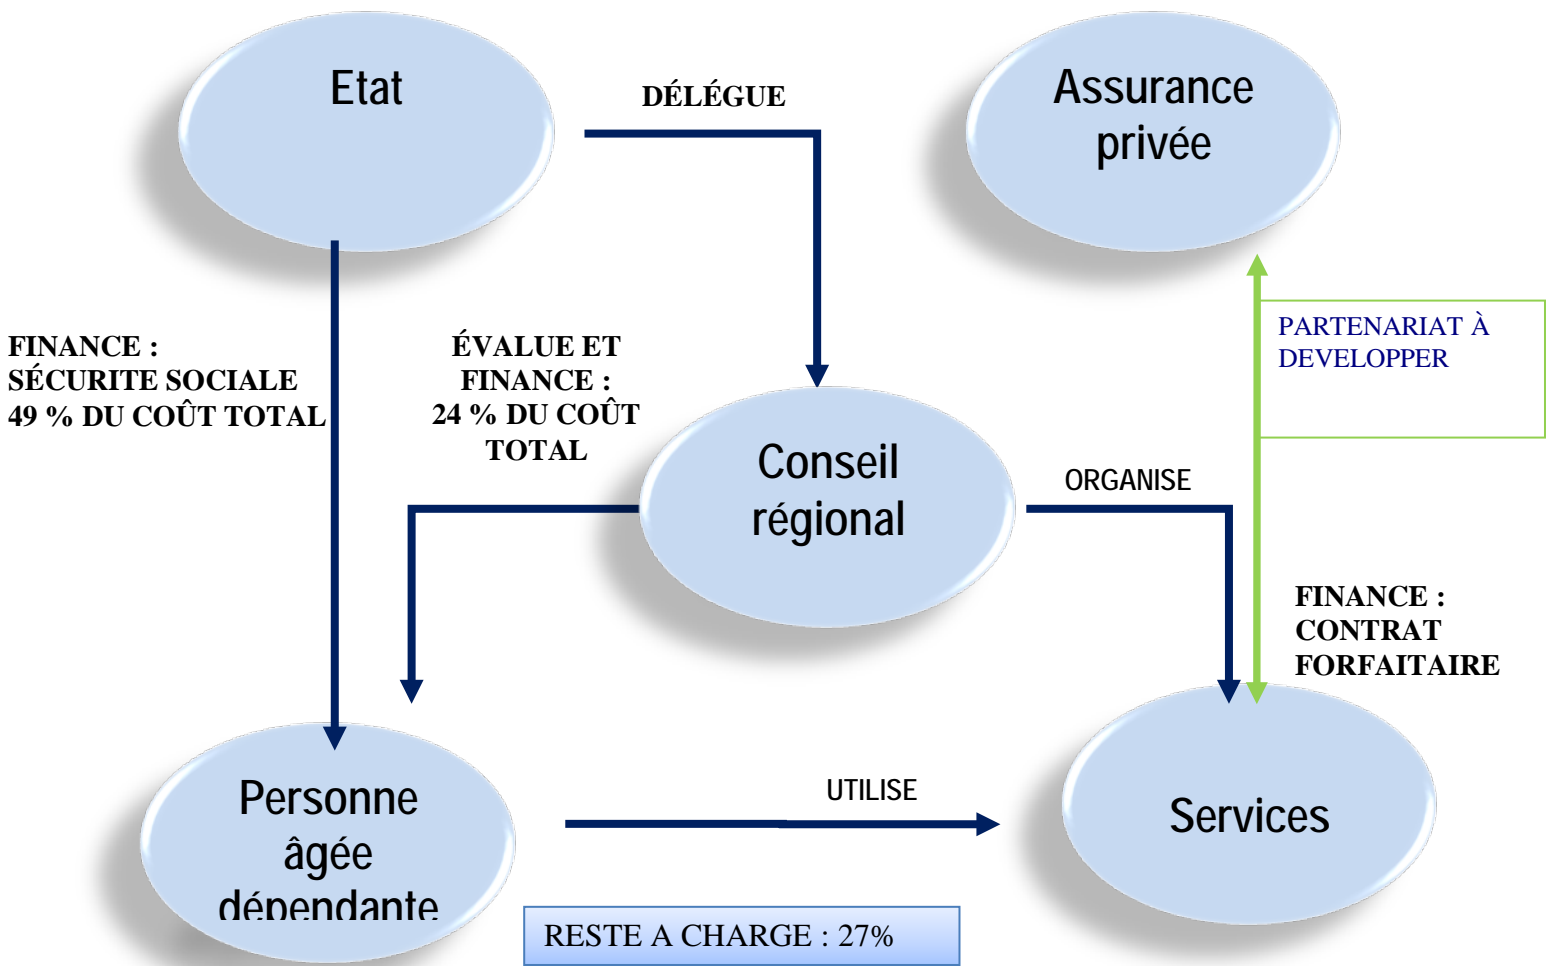 Etat
DÉLÉGUE
Assurance
privée
FINANCE :
SÉCURITE SOCIALE
49 % DU COÛT TOTAL
ÉVALUE ET
FINANCE :
24 % DU COÛT
TOTAL
PARTENARIAT À
DEVELOPPER
Conseil
régional
ORGANISE
FINANCE :
CONTRAT
FORFAITAIRE
Personne
âgée
dépendante
UTILISE
Services
RESTE A CHARGE : 27%